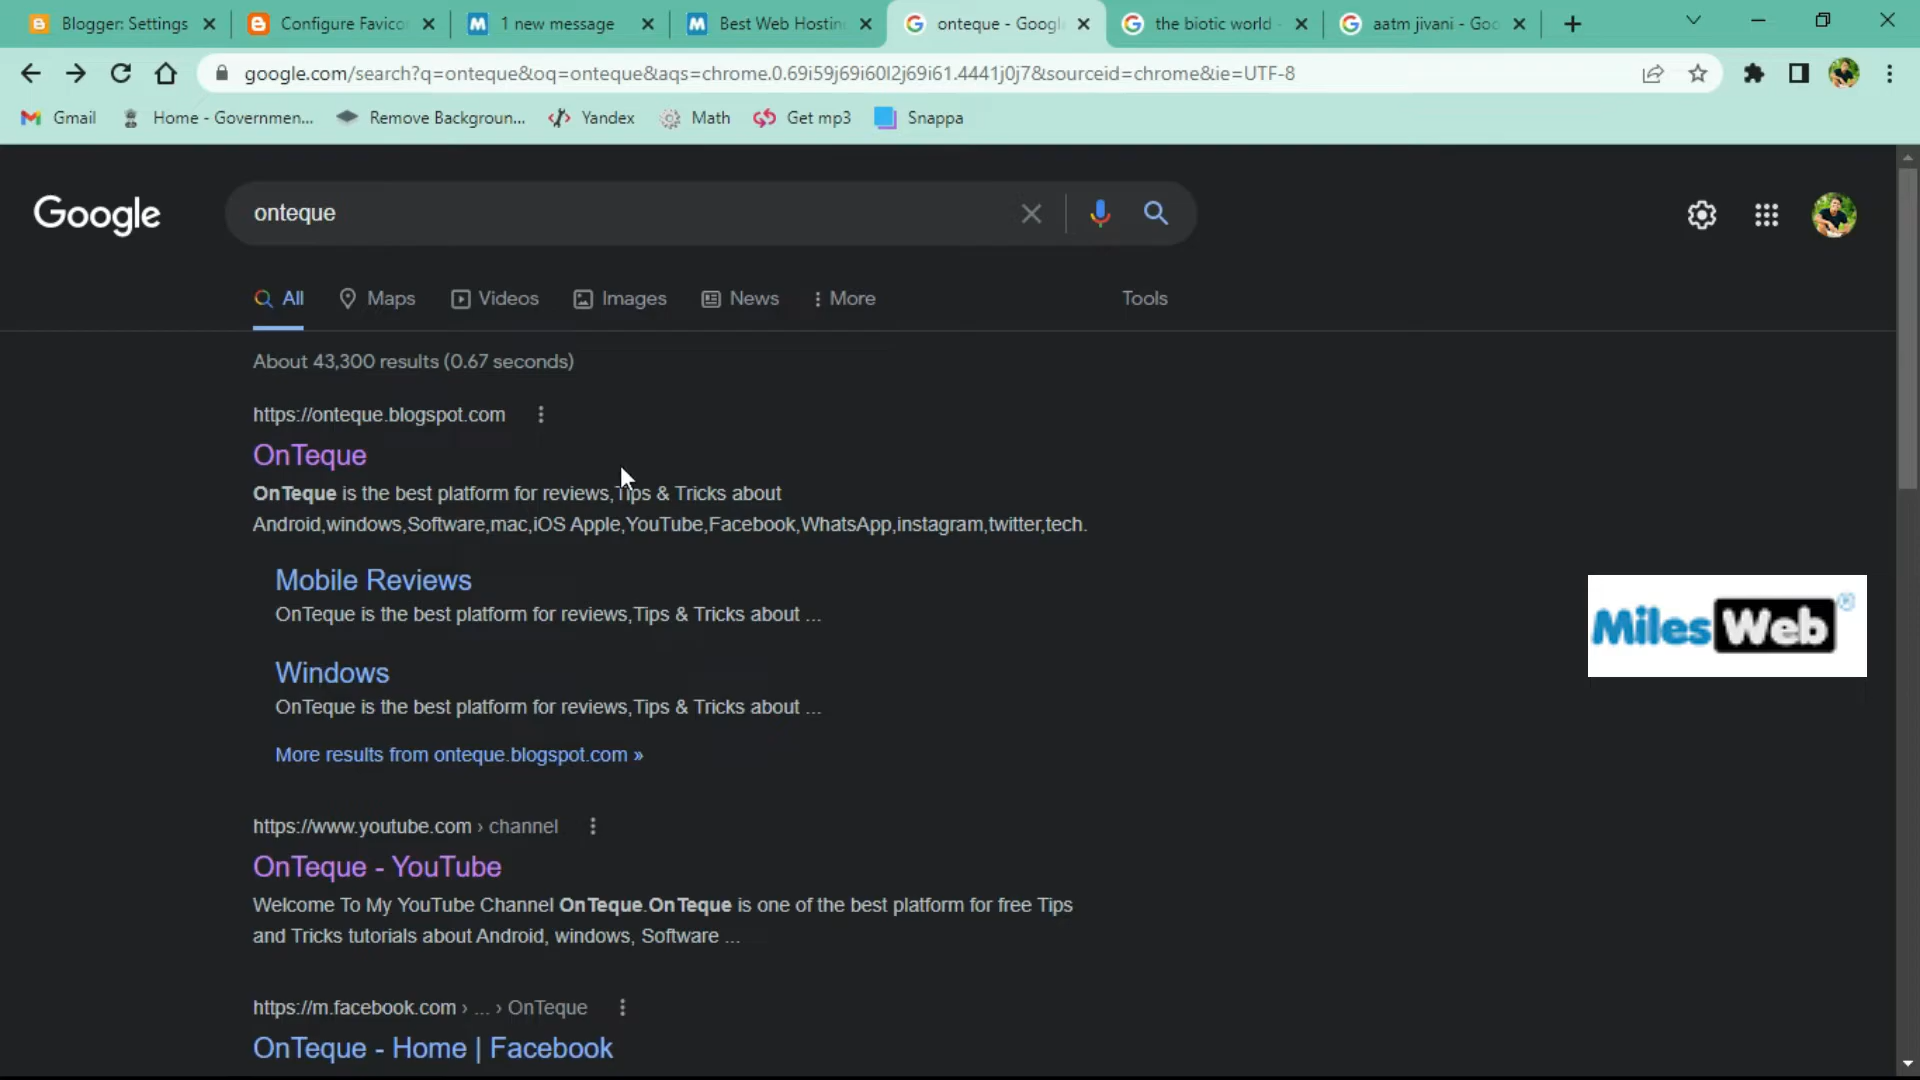 Blogger: Settings
Configure Favico
1 new message
Best Web Hostin
onteque - Googl
the biotic world -
aatm jivani - Goo
google.com/search?q=onteque&oq=onteque&aqs=chrome.0.69i59j69i60l2j69i61.4441j0j7&sourceid=chrome&ie=UTF-8
Gmail
Home - Governmen...
Remove Backgroun...
Yandex
Math
Get mp3
Snappa
Google
onteque
All
Maps
Videos
Images
News
More
Tools
About 43,300 results (0.67 seconds)
https://onteque.blogspot.com
OnTeque
OnTeque is the best platform for reviews,Tips & Tricks about
Android,windows,Software,mac,iOS Apple,YouTube,Facebook,WhatsApp,instagram,twitter,tech.
Mobile Reviews
OnTeque is the best platform for reviews,Tips & Tricks about ...
Miles Web®
Windows
OnTeque is the best platform for reviews,Tips & Tricks about ...
More results from onteque.blogspot.com »
https://www.youtube.com › channel
OnTeque - YouTube
Welcome To My YouTube Channel OnTeque.OnTeque is one of the best platform for free Tips
and Tricks tutorials about Android, windows, Software ...
https://m.facebook.com › ... › OnTeque
OnTeque - Home | Facebook